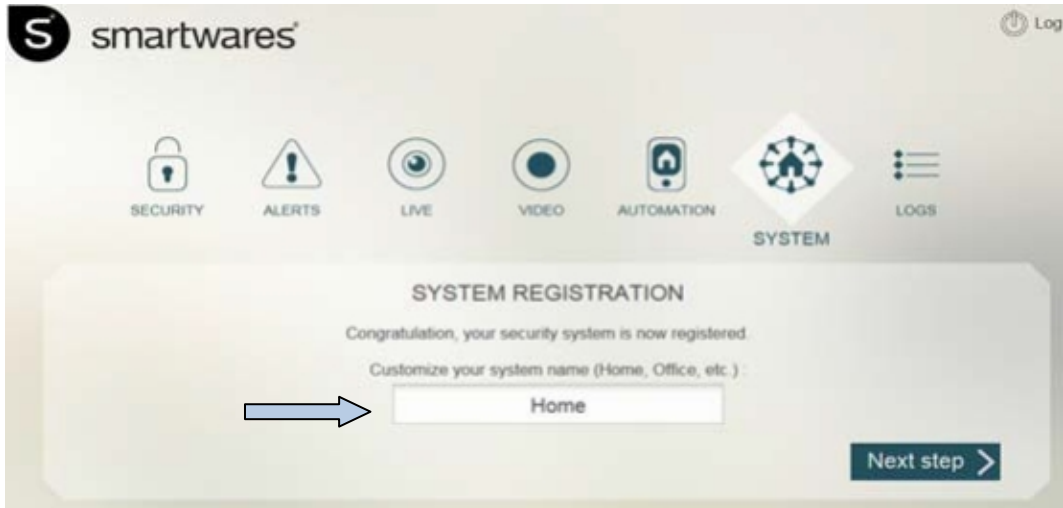 S smartwares®
Log
SECURITY ALERTS LIVE VIDEO AUTOMATION SYSTEM LOGS
SYSTEM REGISTRATION
Congratulation, your security system is now registered.
Customize your system name (Home, Office, etc.) :
Home
Next step